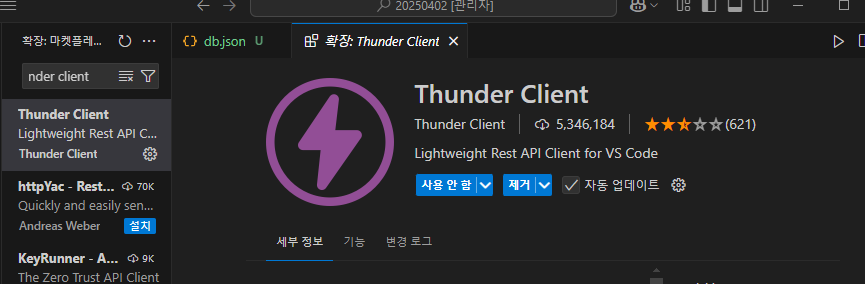 20250402 [관리자]
확장: 마켓플레...
db.json U
확장: Thunder Client
nder client
Thunder Client
Lightweight Rest API C...
Thunder Client
httpYac - Rest... 70K
Quickly and easily sen...
Andreas Weber 설치
KeyRunner - A... 9K
The Zero Trust API Client
Thunder Client
Thunder Client 5,346,184 (621)
Lightweight Rest API Client for VS Code
사용 안 함 제거 자동 업데이트
세부 정보 기능 변경 로그